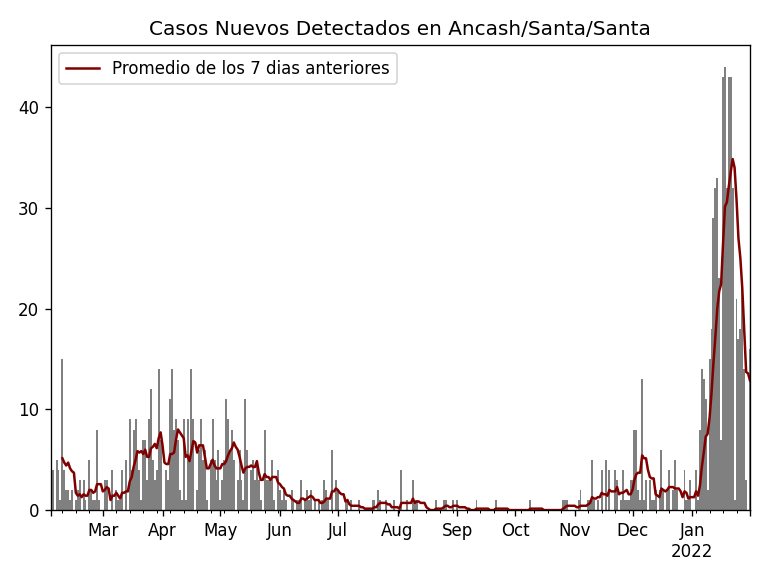 Casos Nuevos Detectados en Ancash/Santa/Santa
Promedio de los 7 dias anteriores
40
30
20
10
0
Mar Apr May Jun Jul Aug Sep Oct Nov Dec Jan
2022